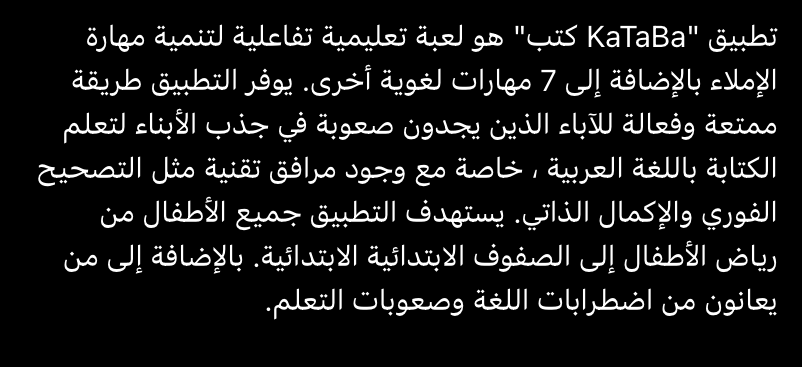 تطبيق "KaTaBa كتب" هو لعبة تعليمية تفاعلية لتنمية مهارة
الإملاء بالإضافة إلى 7 مهارات لغوية أخرى. يوفر التطبيق طريقة
ممتعة وفعالة للآباء الذين يجدون صعوبة في جذب الأبناء لتعلم
الكتابة باللغة العربية ، خاصة مع وجود مرافق تقنية مثل التصحيح
الفوري والإكمال الذاتي. يستهدف التطبيق جميع الأطفال من
رياض الأطفال إلى الصفوف الابتدائية الابتدائية. بالإضافة إلى من
يعانون من اضطرابات اللغة وصعوبات التعلم.